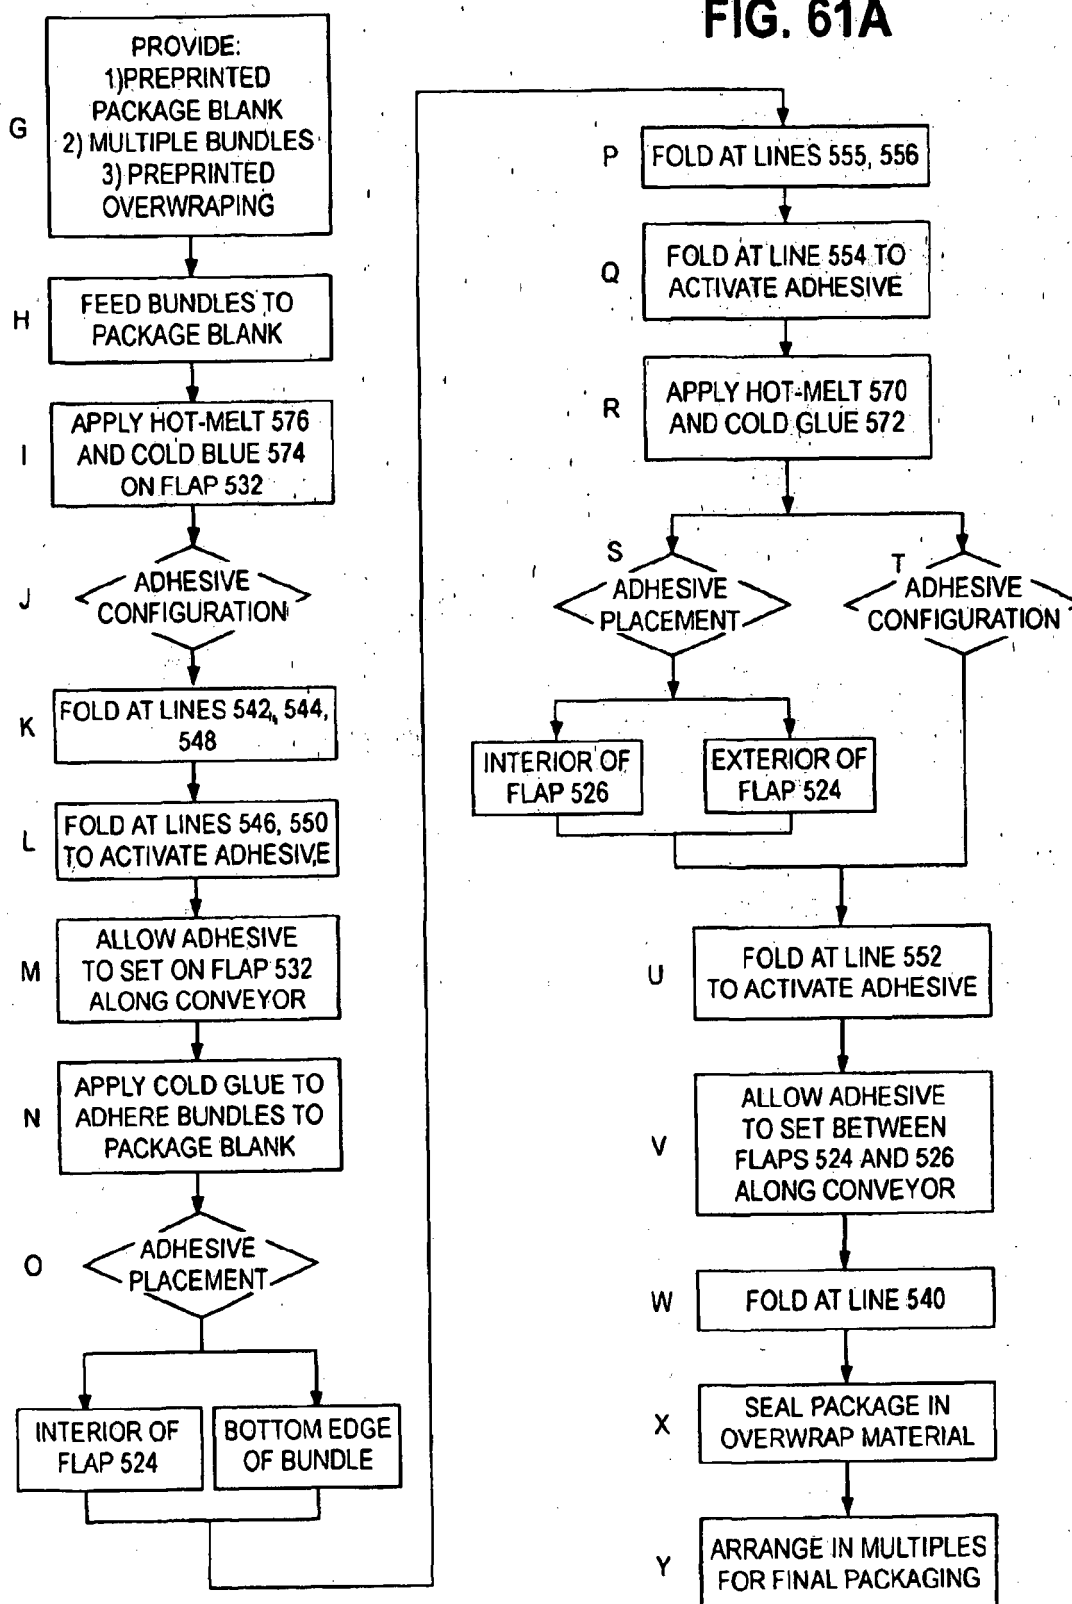 FIG. 61A
G
PROVIDE:
1)PREPRINTED
PACKAGE BLANK
2) MULTIPLE BUNDLES
3) PREPRINTED
OVERWRAPING
H
FEED BUNDLES TO
PACKAGE BLANK
I
APPLY HOT-MELT 576
AND COLD BLUE 574
ON FLAP 532
J
ADHESIVE
CONFIGURATION
K
FOLD AT LINES 542, 544,
548
L
FOLD AT LINES 546, 550
TO ACTIVATE ADHESIVE
M
ALLOW ADHESIVE
TO SET ON FLAP 532
ALONG CONVEYOR
N
APPLY COLD GLUE TO
ADHERE BUNDLES TO
PACKAGE BLANK
O
ADHESIVE
PLACEMENT
INTERIOR OF
FLAP 524
BOTTOM EDGE
OF BUNDLE
P
FOLD AT LINES 555, 556
Q
FOLD AT LINE 554 TO
ACTIVATE ADHESIVE
R
APPLY HOT-MELT 570
AND COLD GLUE 572
S
ADHESIVE
PLACEMENT
T
ADHESIVE
CONFIGURATION
INTERIOR OF
FLAP 526
EXTERIOR OF
FLAP 524
U
FOLD AT LINE 552
TO ACTIVATE ADHESIVE
V
ALLOW ADHESIVE
TO SET BETWEEN
FLAPS 524 AND 526
ALONG CONVEYOR
W
FOLD AT LINE 540
X
SEAL PACKAGE IN
OVERWRAP MATERIAL
Y
ARRANGE IN MULTIPLES
FOR FINAL PACKAGING